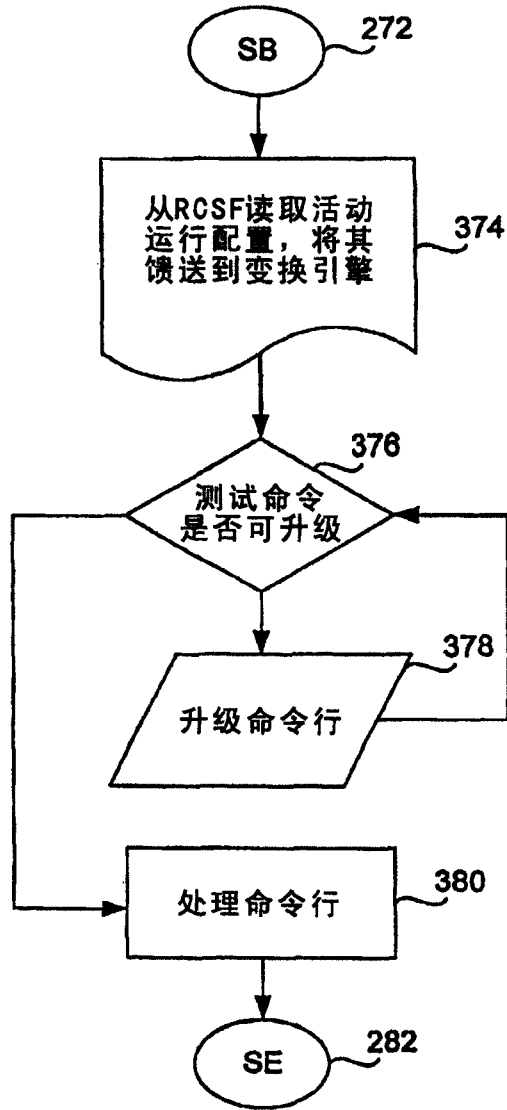 SB
272
从RCSF读取活动
运行配置，将其
馈送到变换引擎
374
376
测试命令
是否可升级
378
升级命令行
380
处理命令行
SE
282